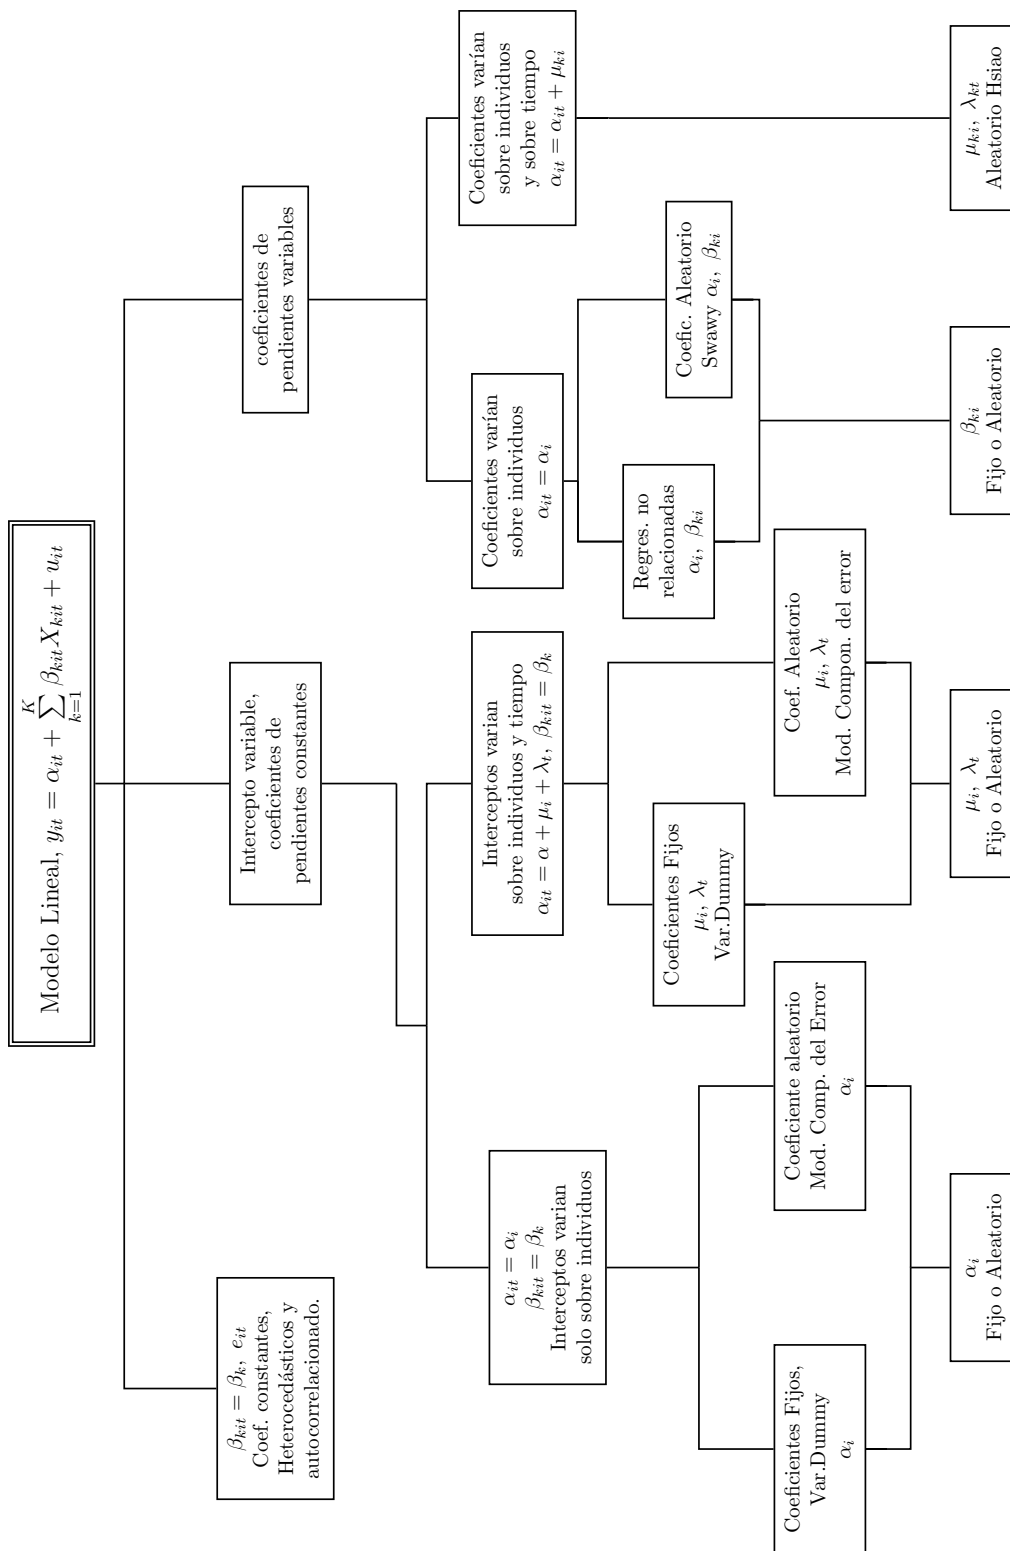 Modelo Lineal, $y_{it} = \alpha_{it} + \sum_{k=1}^{K} \beta_{kit} X_{kit} + u_{it}$
$\beta_{kit} = \beta_k,\ e_{it}$
Coef. constantes,
Heterocedásticos y
autocorrelacionado.
Intercepto variable,
coeficientes de
pendientes constantes
coeficientes de
pendientes variables
$\alpha_{it} = \alpha_i$
$\beta_{kit} = \beta_k$
Interceptos varian
solo sobre individuos
Interceptos varian
sobre individuos y tiempo
$\alpha_{it} = \alpha + \mu_i + \lambda_t,\ \beta_{kit} = \beta_k$
Coeficientes varían
sobre individuos
$\alpha_{it} = \alpha_i$
Coeficientes varían
sobre individuos
y sobre tiempo
$\alpha_{it} = \alpha_{it} + \mu_{ki}$
Coeficientes Fijos,
Var.Dummy
$\alpha_i$
Coeficiente aleatorio
Mod. Comp. del Error
$\alpha_i$
Coeficientes Fijos
$\mu_i,\ \lambda_t$
Var.Dummy
Coef. Aleatorio
$\mu_i,\ \lambda_t$
Mod. Compon. del error
Regres. no
relacionadas
$\alpha_i,\ \beta_{ki}$
Coefic. Aleatorio
Swawy $\alpha_i,\ \beta_{ki}$
$\alpha_i$
Fijo o Aleatorio
$\mu_i,\ \lambda_t$
Fijo o Aleatorio
$\beta_{ki}$
Fijo o Aleatorio
$\mu_{ki},\ \lambda_{kt}$
Aleatorio Hsiao